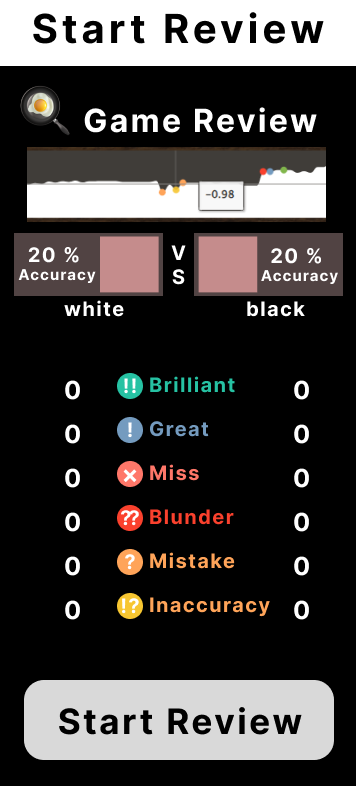 Start Review
Game Review
−0.98
20 %
Accuracy
V
S
20 %
Accuracy
white
black
0 !! Brilliant 0
0 ! Great 0
0 Miss 0
0 ?? Blunder 0
0 ? Mistake 0
0 !? Inaccuracy 0
Start Review